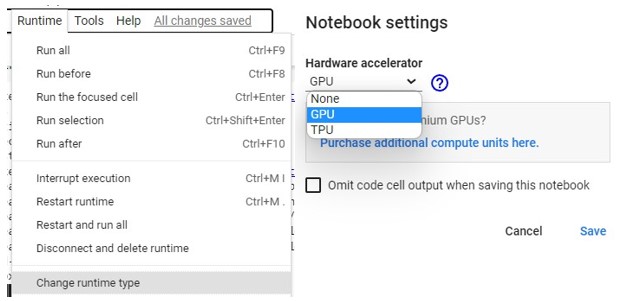 Runtime Tools Help All changes saved
Run all Ctrl+F9
Run before Ctrl+F8
Run the focused cell Ctrl+Enter
Run selection Ctrl+Shift+Enter
Run after Ctrl+F10
Interrupt execution Ctrl+M I
Restart runtime Ctrl+M .
Restart and run all
Disconnect and delete runtime
Change runtime type
Notebook settings
Hardware accelerator
GPU
None
GPU
TPU
GPUs?
Purchase additional compute units here.
Omit code cell output when saving this notebook
Cancel Save